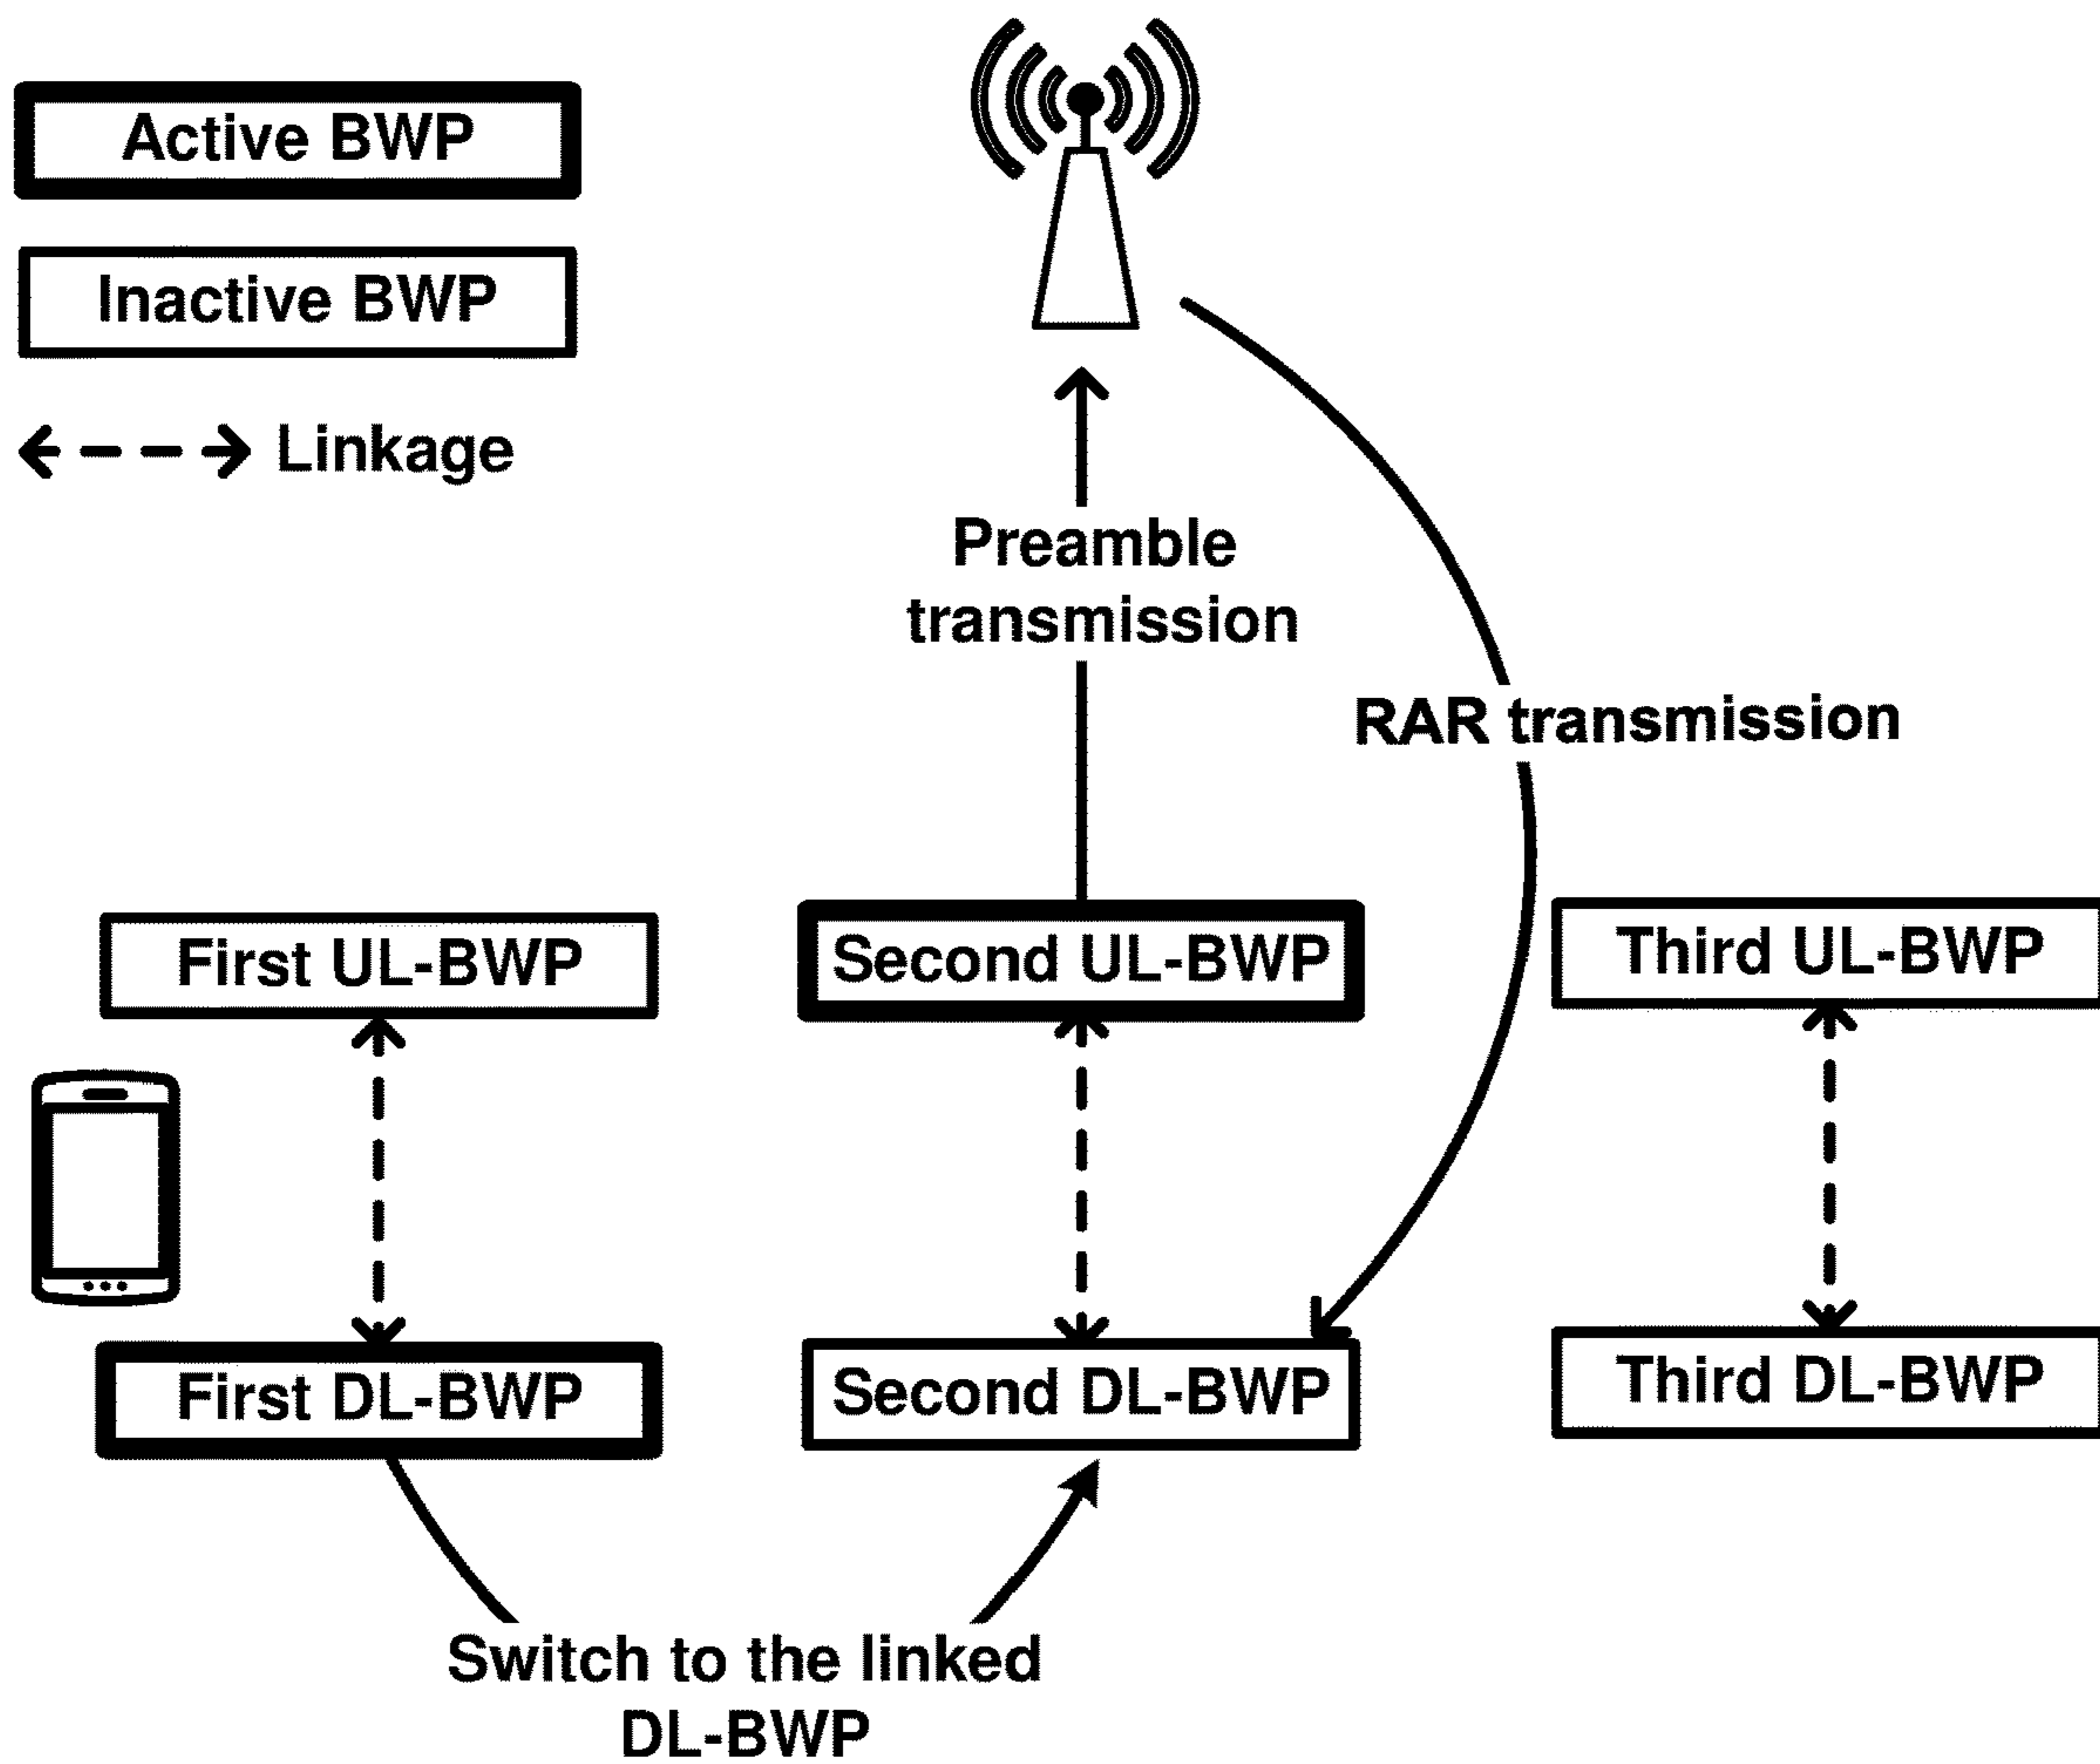 Active BWP
Inactive BWP
Linkage
Preamble
transmission
RAR transmission
First UL-BWP
Second UL-BWP
Third UL-BWP
First DL-BWP
Second DL-BWP
Third DL-BWP
Switch to the linked
DL-BWP